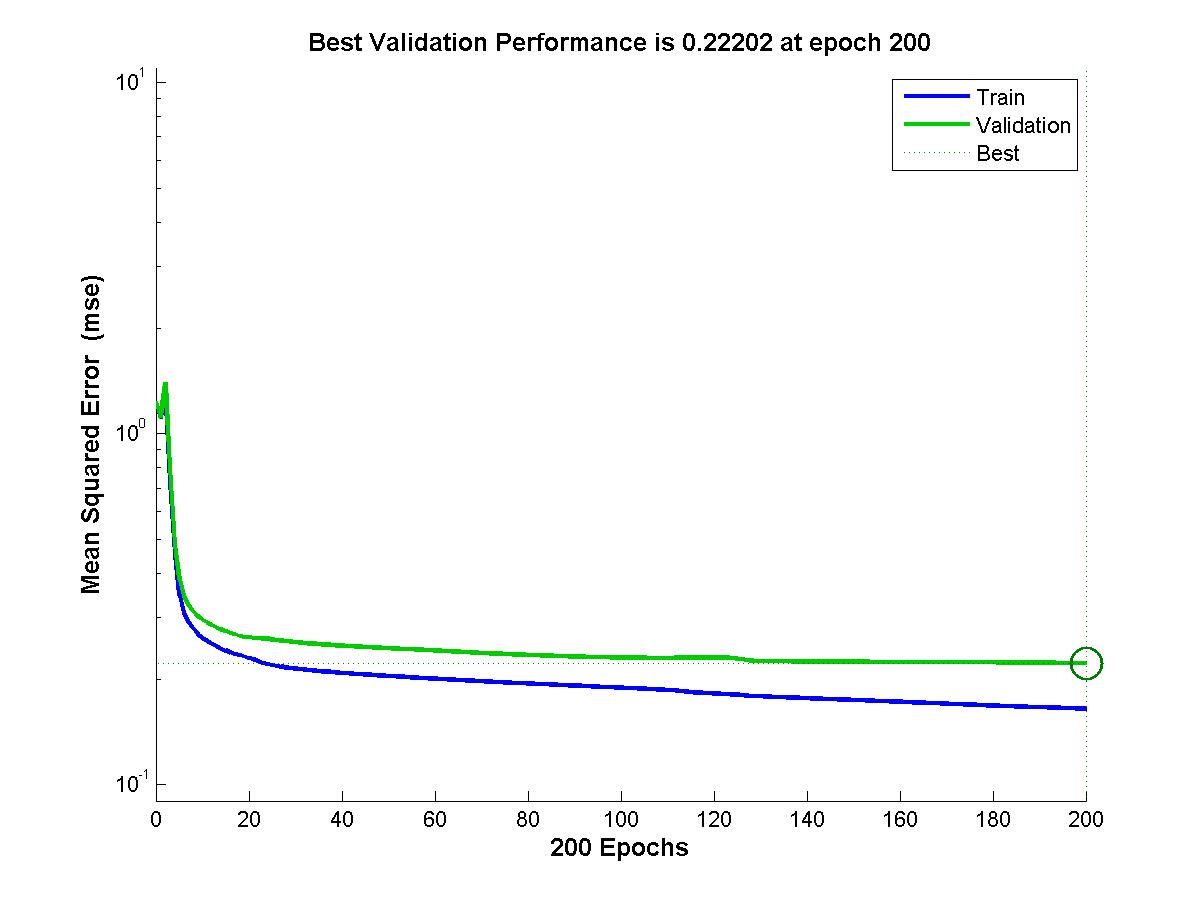 Best Validation Performance is 0.22202 at epoch 200
Train
Validation
Best
Mean Squared Error (mse)
10^1
10^0
10^-1
0 20 40 60 80 100 120 140 160 180 200
200 Epochs